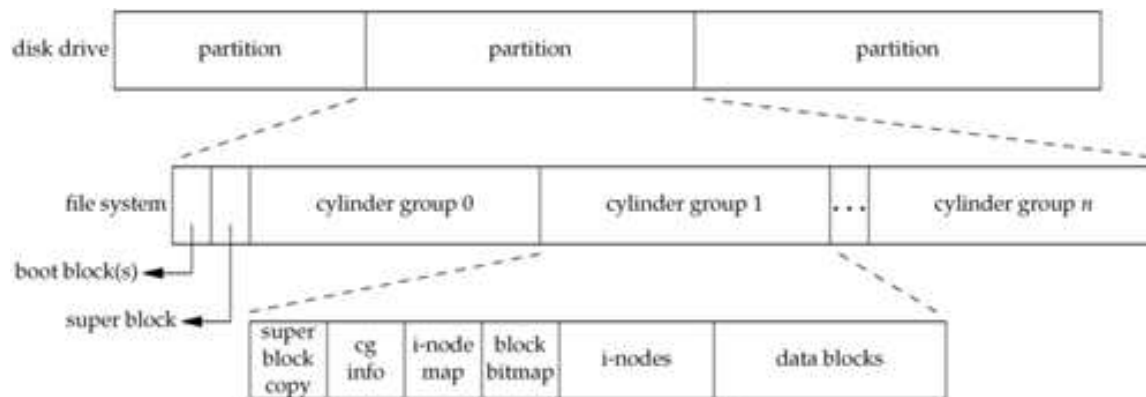 disk drive partition partition partition
file system cylinder group 0 cylinder group 1 ... cylinder group n
boot block(s)
super block
super block copy
cg info
i-node map
block bitmap
i-nodes
data blocks